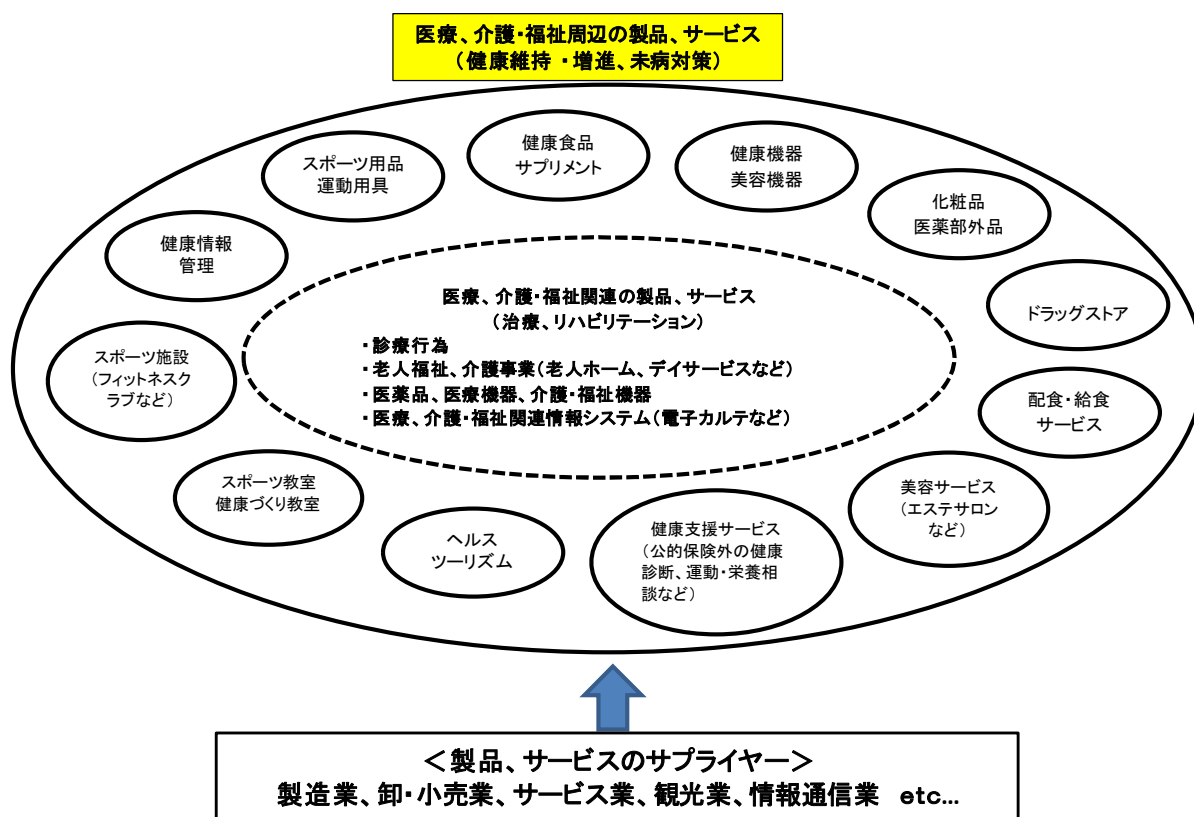 医療、介護・福祉周辺の製品、サービス
（健康維持・増進、未病対策）
健康食品
サプリメント
健康機器
美容機器
スポーツ用品
運動用具
化粧品
医薬部外品
健康情報
管理
ドラッグストア
医療、介護・福祉関連の製品、サービス
（治療、リハビリテーション）
・診療行為
・老人福祉、介護事業（老人ホーム、デイサービスなど）
・医薬品、医療機器、介護・福祉機器
・医療、介護・福祉関連情報システム（電子カルテなど）
スポーツ施設
（フィットネスク
ラブなど）
配食・給食
サービス
スポーツ教室
健康づくり教室
美容サービス
（エステサロン
など）
ヘルス
ツーリズム
健康支援サービス
（公的保険外の健康
診断、運動・栄養相
談など）
＜製品、サービスのサプライヤー＞
製造業、卸・小売業、サービス業、観光業、情報通信業　etc…